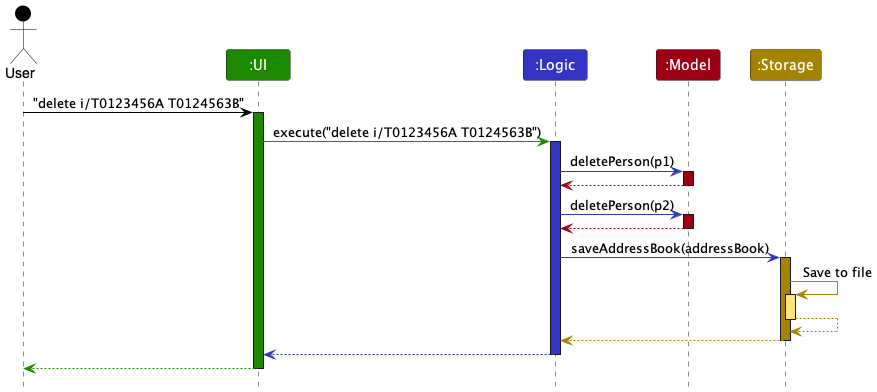 User
:UI
:Logic
:Model
:Storage
"delete i/T0123456A T0124563B"
execute("delete i/T0123456A T0124563B")
deletePerson(p1)
deletePerson(p2)
saveAddressBook(addressBook)
Save to file